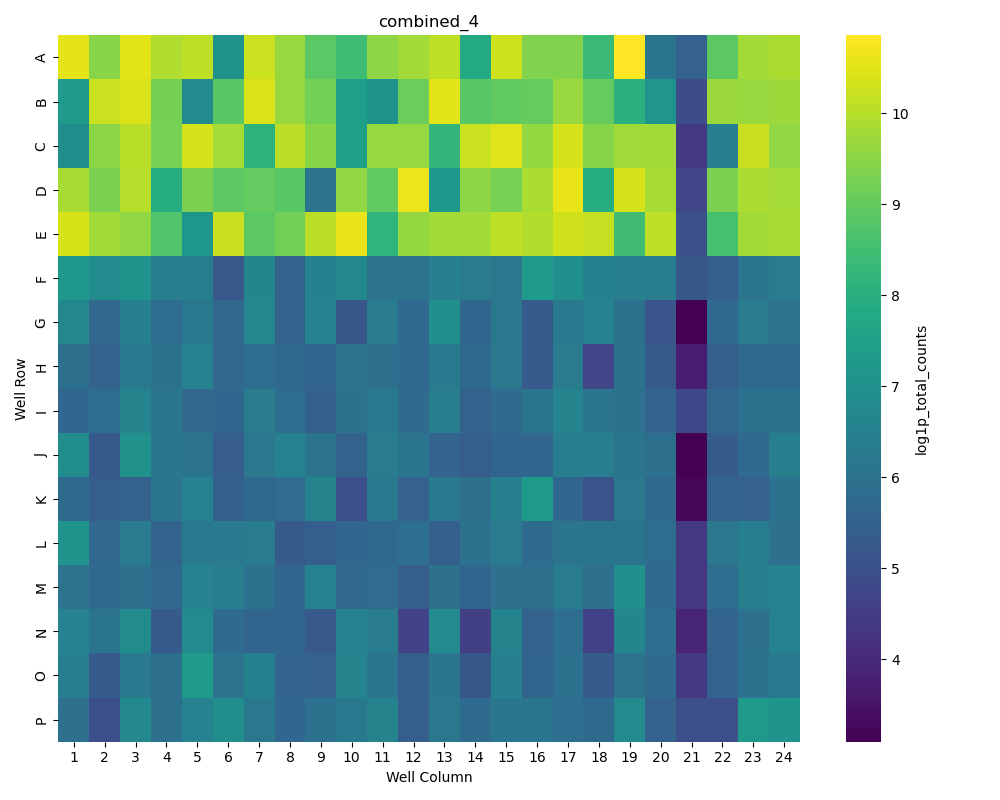 combined_4
A
B
C
D
E
F
G
H
I
J
K
L
M
N
O
P
Well Row
1 2 3 4 5 6 7 8 9 10 11 12 13 14 15 16 17 18 19 20 21 22 23 24
Well Column
10
9
8
7
6
5
4
log1p_total_counts